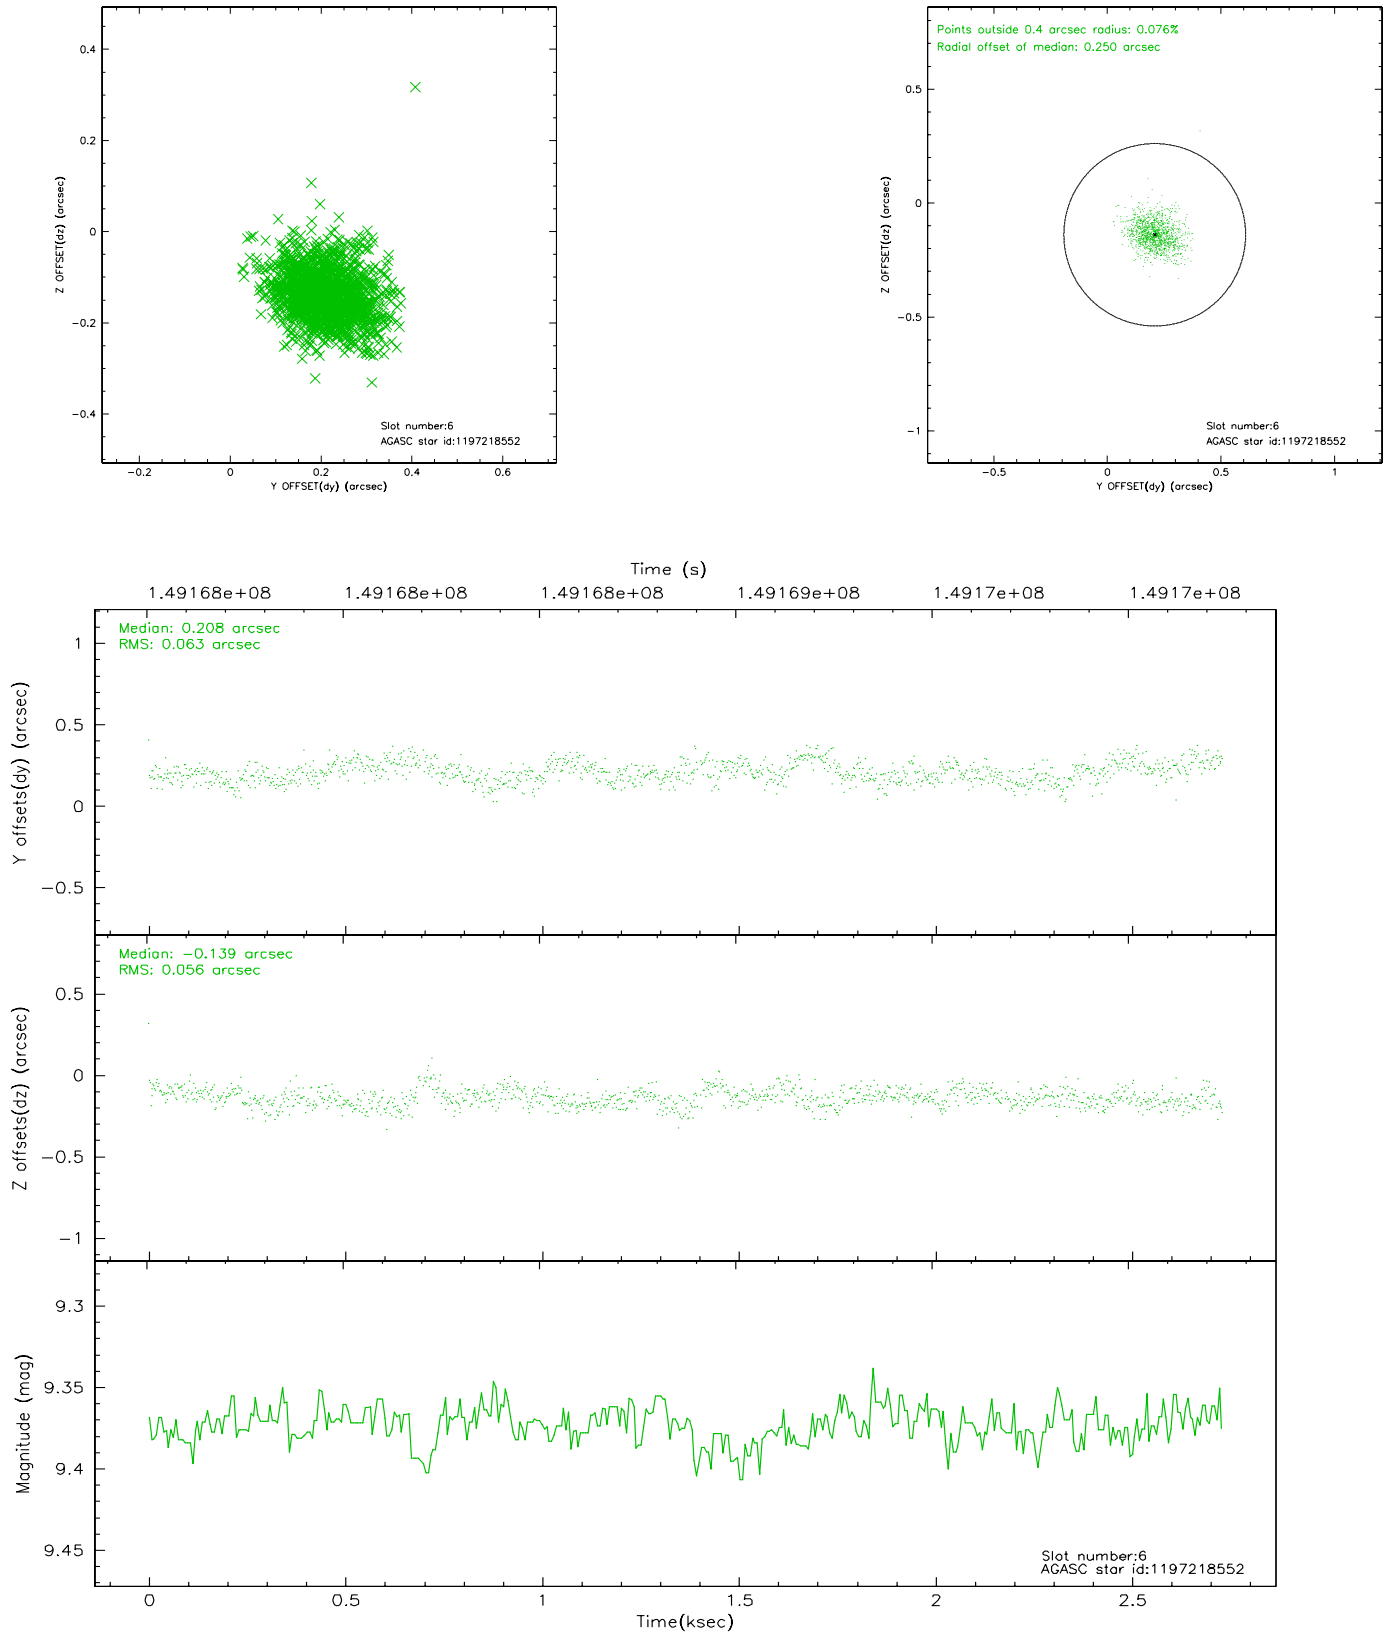 0.4
0.2
0
−0.2
−0.4
Z OFFSET(dz) (arcsec)
Slot number:6
AGASC star id:1197218552
−0.2 0 0.2 0.4 0.6
Y OFFSET(dy) (arcsec)
Points outside 0.4 arcsec radius: 0.076%
Radial offset of median: 0.250 arcsec
0.5
0
−0.5
−1
Z OFFSET(dz) (arcsec)
Slot number:6
AGASC star id:1197218552
−0.5 0 0.5 1
Y OFFSET(dy) (arcsec)
Time (s)
1.49168e+08 1.49168e+08 1.49168e+08 1.49169e+08 1.4917e+08 1.4917e+08
Median: 0.208 arcsec
RMS: 0.063 arcsec
1
0.5
0
−0.5
Y offsets(dy) (arcsec)
Median: −0.139 arcsec
RMS: 0.056 arcsec
0.5
0
−0.5
−1
Z offsets(dz) (arcsec)
9.3
9.35
9.4
9.45
Magnitude (mag)
Slot number:6
AGASC star id:1197218552
0 0.5 1 1.5 2 2.5
Time(ksec)